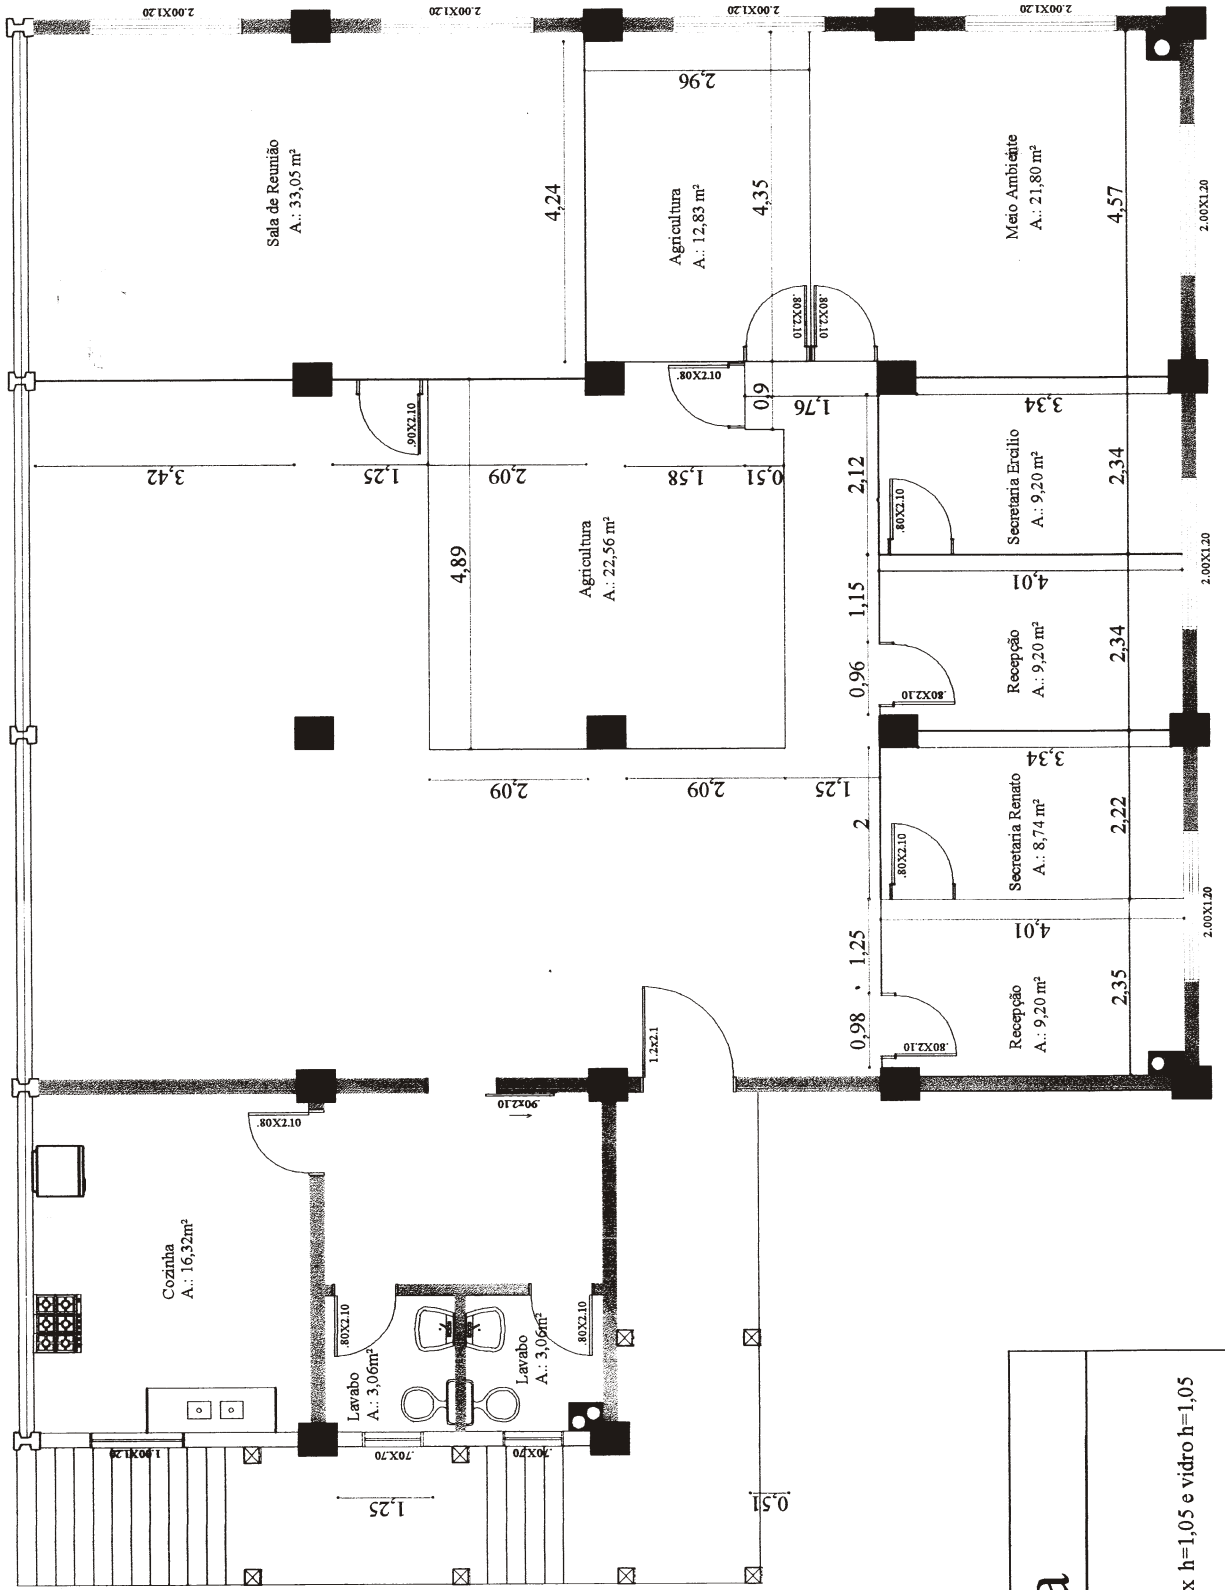 2.00X1.20
2.00X1.20
2.00X1.20
2.00X1.20
2,96
Sala de Reunião
A.: 33,05 m²
4,24
Agricultura
A.: 12,83 m²
4,35
Meio Ambiente
A.: 21,80 m²
4,57
2.00X1.20
.80X2.10
.80X2.10
.80X2.10
0,9
1,76
3,34
.90X2.10
3,42
1,25
2,09
1,58
0,51
2,12
Secretaria Ercilio
A.: 9,20 m²
2,34
.80X2.10
4,89
Agricultura
A.: 22,56 m²
1,15
4,01
2.00X1.20
0,96
Recepção
A.: 9,20 m²
2,34
.80X2.10
3,34
2,09
2,09
1,25
2
Secretaria Renato
A.: 8,74 m²
2,22
.80X2.10
2.00X1.20
4,01
1,25
0,98
Recepção
A.: 9,20 m²
2,35
.80X2.10
1.2x2.1
.90x2.10
.80X2.10
Cozinha
A.: 16,32m²
.80X2.10
.80X2.10
Lavabo
A.: 3,06m²
Lavabo
A.: 3,06m²
1.00X1.20
.70X.70
.70X.70
1,25
0,51
a
x h=1,05 e vidro h=1,05